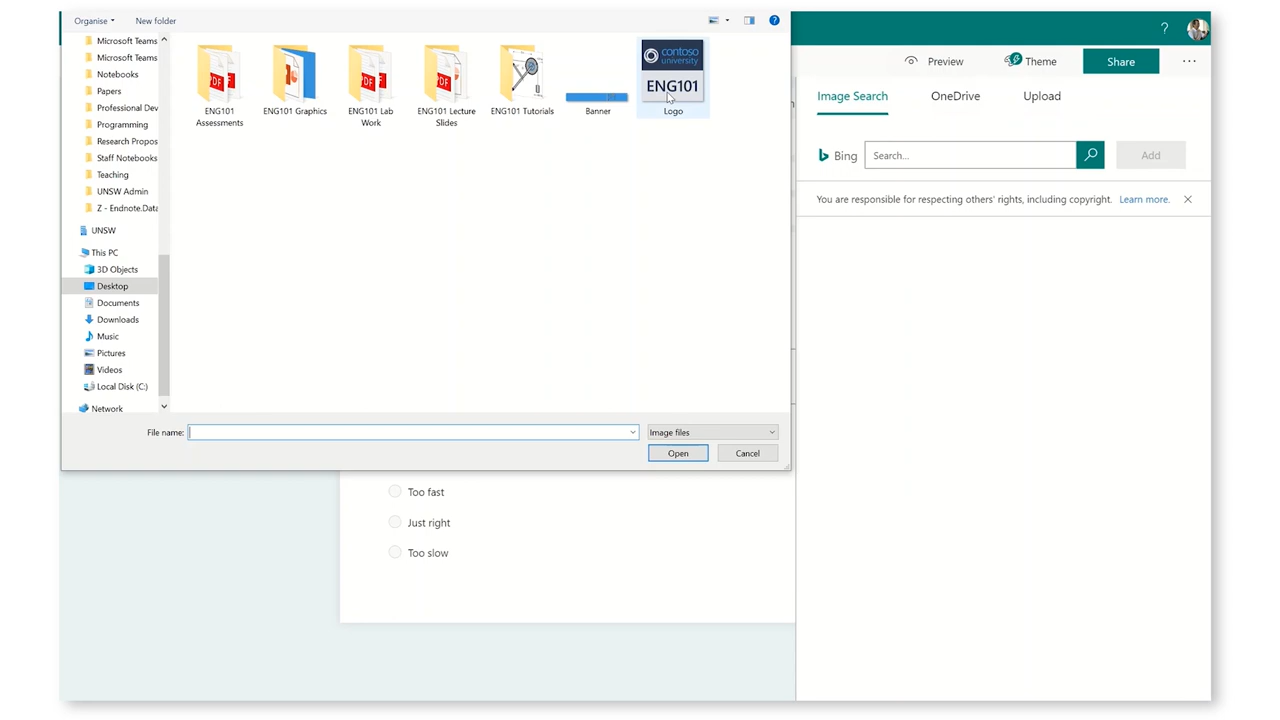 Organise
New folder
Microsoft Teams
Microsoft Teams
Notebooks
Papers
Professional Dev
Programming
Research Propos
Staff Notebooks
Teaching
UNSW Admin
Z - Endnote.Data
UNSW
This PC
3D Objects
Desktop
Documents
Downloads
Music
Pictures
Videos
Local Disk (C:)
Network
ENG101
Assessments
ENG101 Graphics
ENG101 Lab
Work
ENG101 Lecture
Slides
ENG101 Tutorials
Banner
contoso
university
ENG101
Logo
File name:
Image files
Open
Cancel
Too fast
Just right
Too slow
?
Preview
Theme
Share
Image Search
OneDrive
Upload
Bing
Search...
Add
You are responsible for respecting others' rights, including copyright. Learn more.